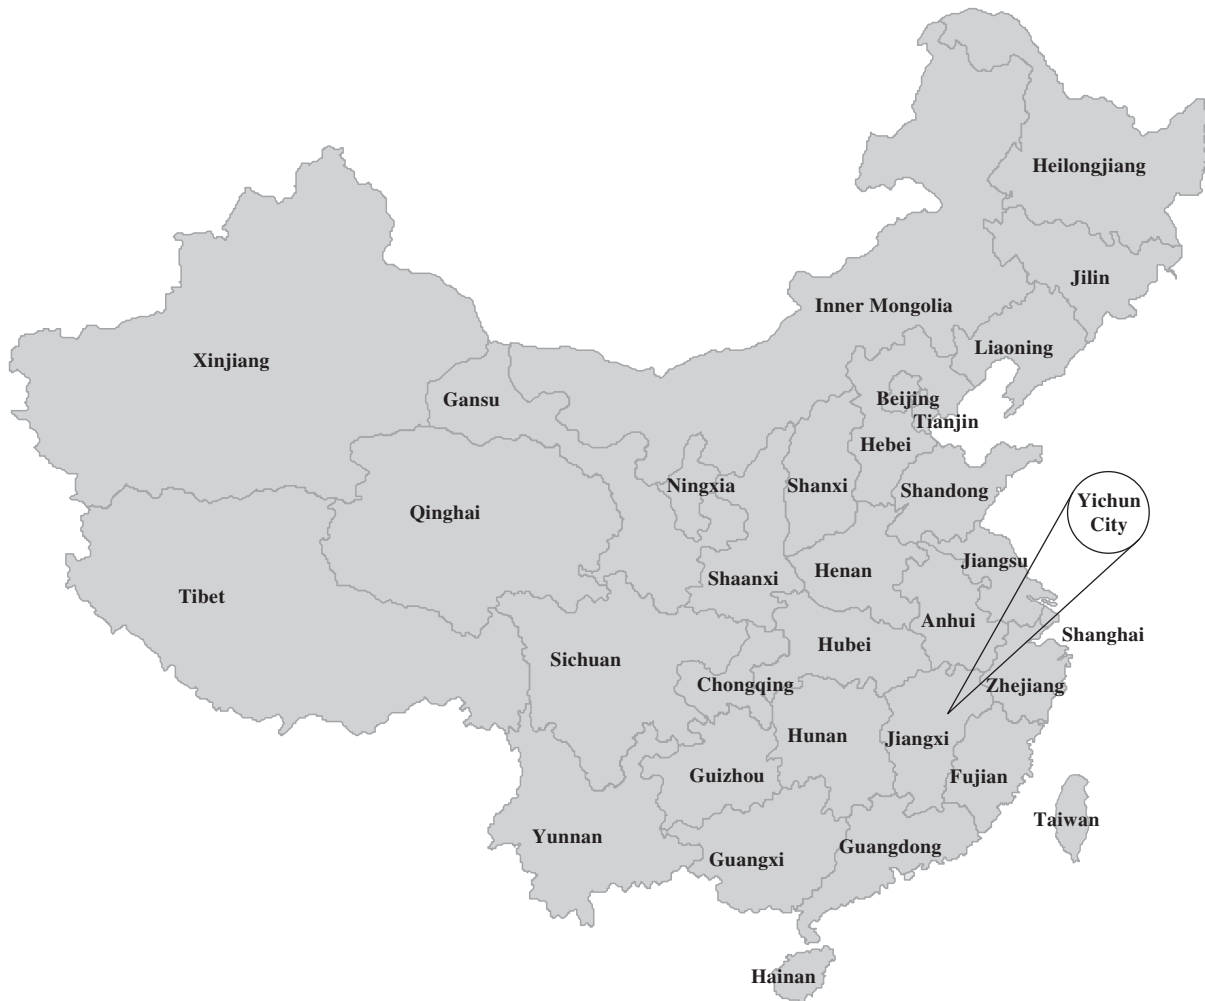 Heilongjiang
Jilin
Inner Mongolia
Liaoning
Xinjiang
Gansu
Beijing
Tianjin
Hebei
Ningxia
Shanxi
Shandong
Yichun
City
Qinghai
Jiangsu
Henan
Shaanxi
Tibet
Anhui
Shanghai
Hubei
Sichuan
Chongqing
Zhejiang
Hunan
Jiangxi
Guizhou
Fujian
Taiwan
Yunnan
Guangdong
Guangxi
Hainan